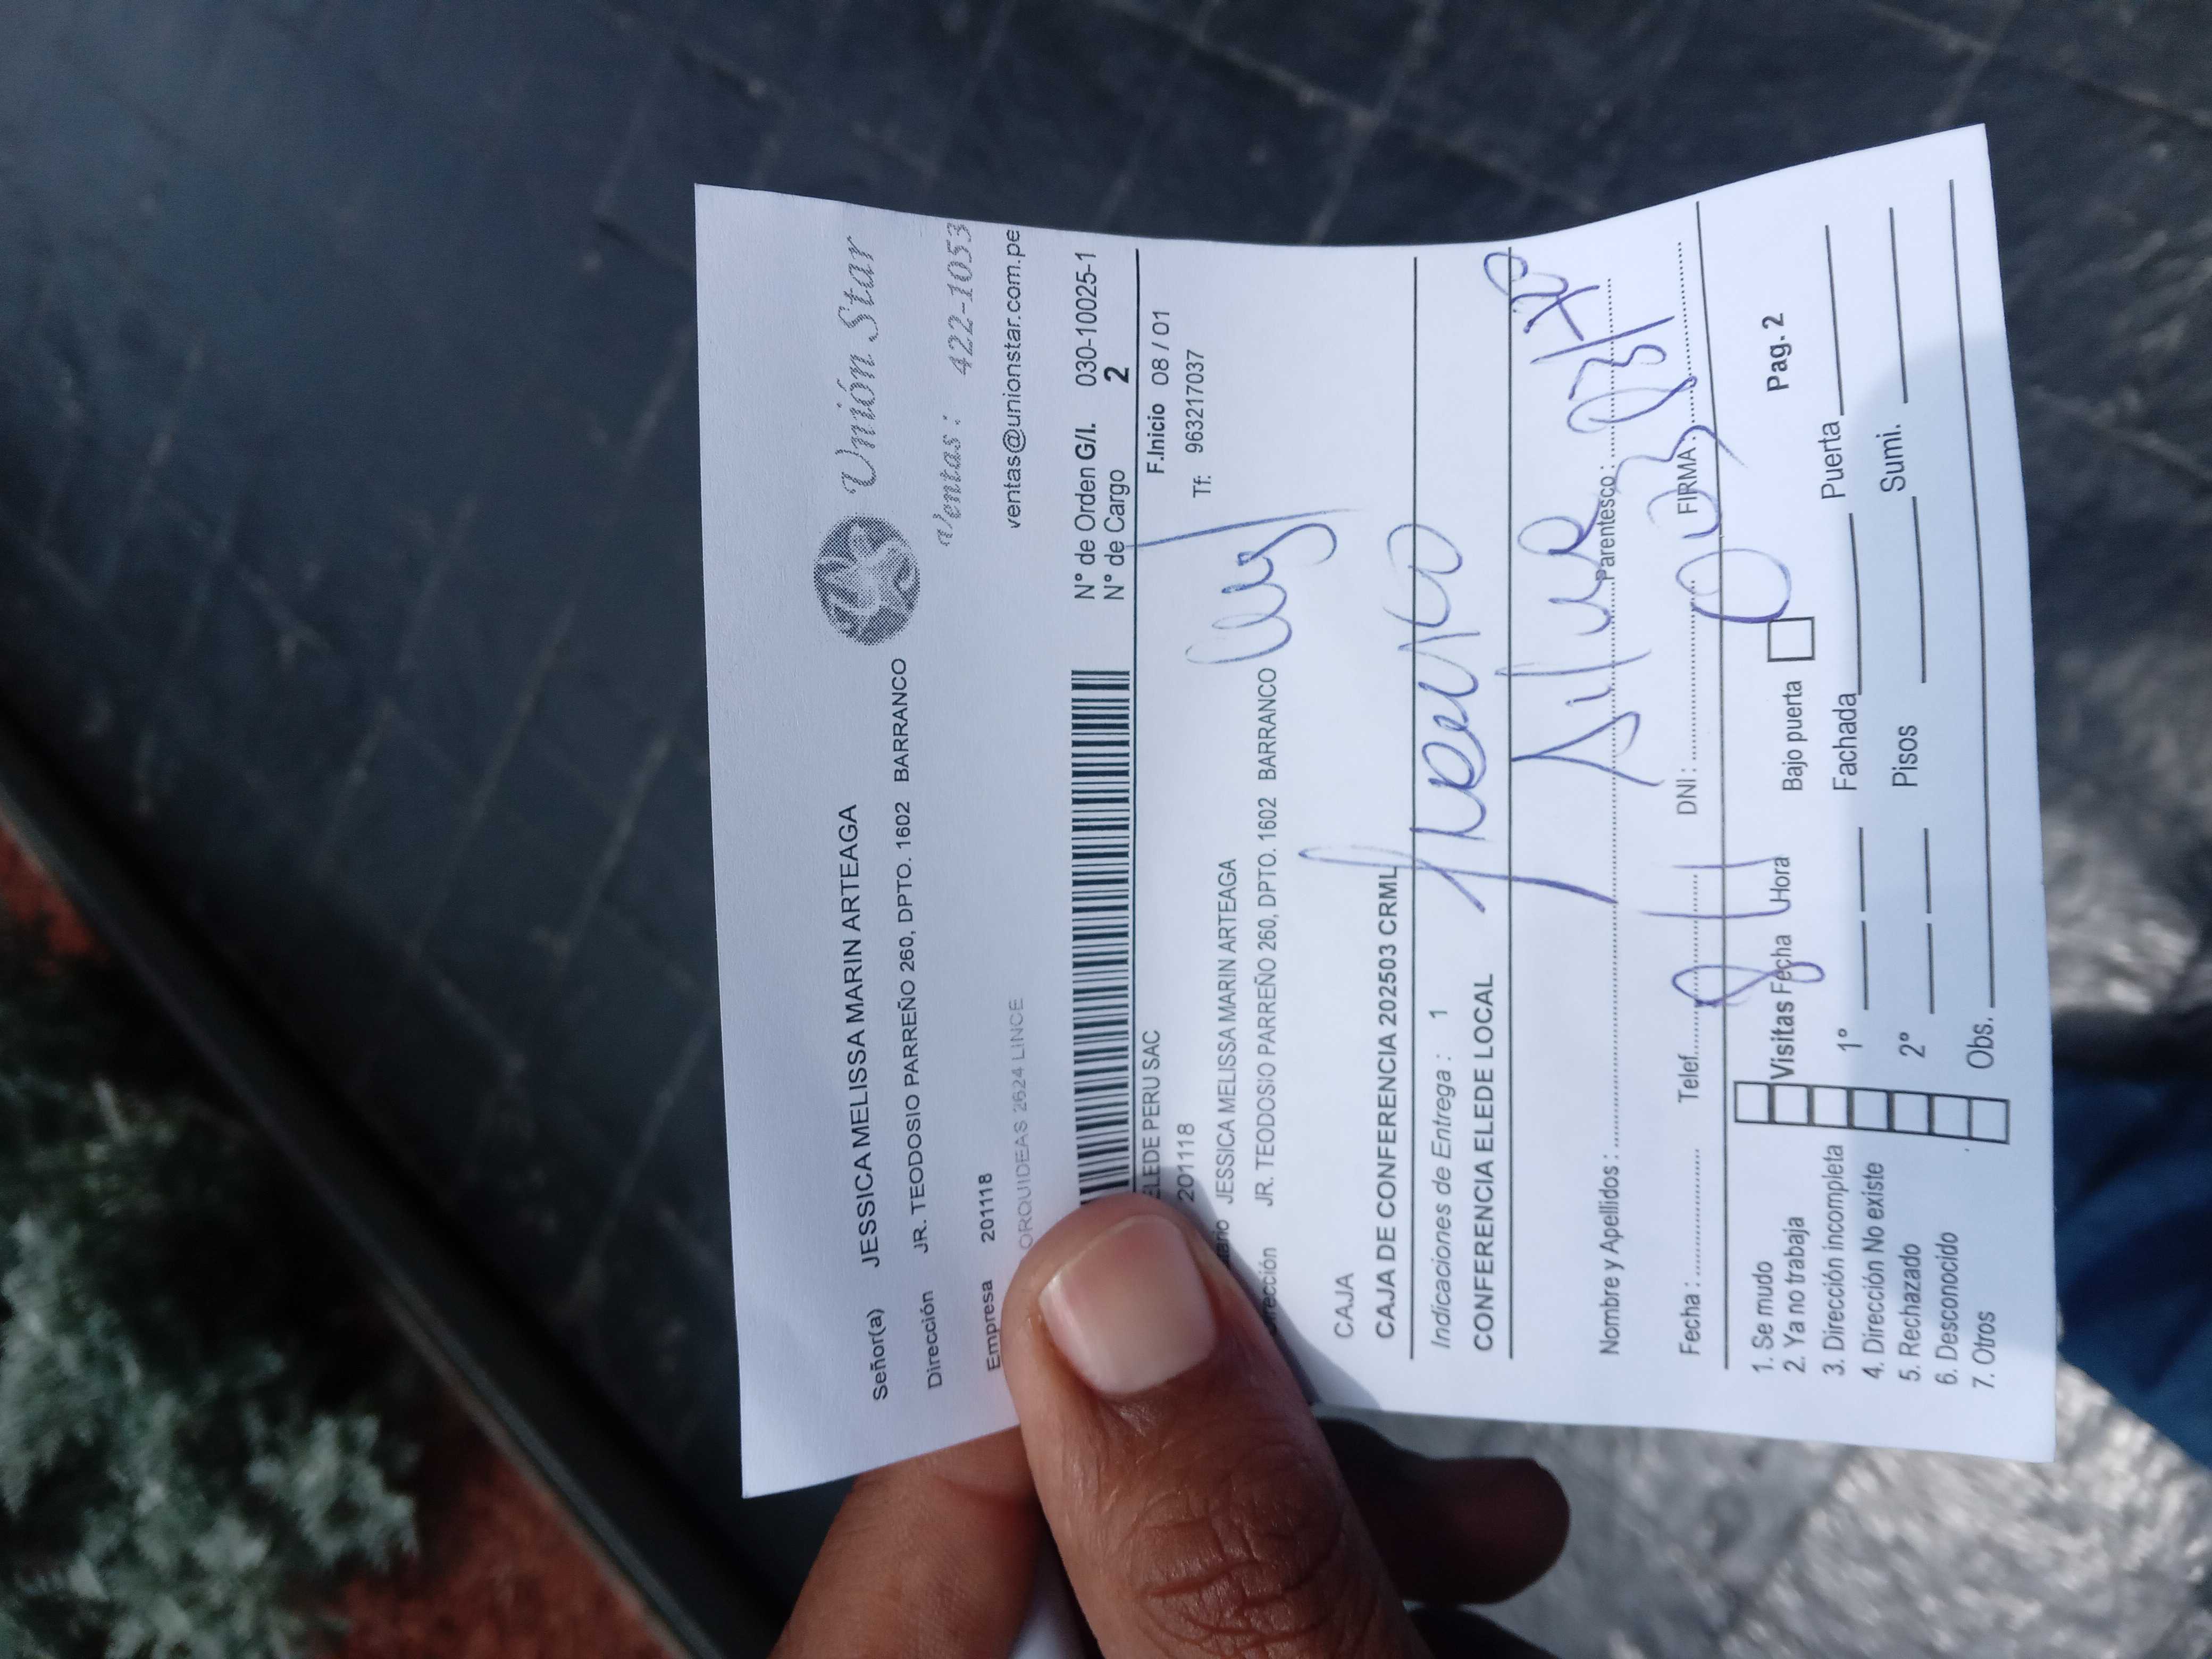 Señor(a) JESSICA MELISSA MARIN ARTEAGA
Unión Star
Dirección JR. TEODOSIO PARREÑO 260, DPTO. 1602 BARRANCO
Ventas : 422-1053
Empresa 201118
ventas@unionstar.com.pe
ORQUIDEAS 2624 LINCE
N° de Orden G/I. 030-10025-1
N° de Cargo 2
ELEDE PERU SAC
F.Inicio 08 / 01
201118
Tf: 963217037
JESSICA MELISSA MARIN ARTEAGA
JR. TEODOSIO PARREÑO 260, DPTO. 1602 BARRANCO
CAJA
CAJA DE CONFERENCIA 202503 CRML
Indicaciones de Entrega : 1
CONFERENCIA ELEDE LOCAL
Nombre y Apellidos : Parentesco :
Fecha : Telef. DNI : FIRMA :
1. Se mudo
2. Ya no trabaja
3. Dirección incompleta
4. Dirección No existe
5. Rechazado
6. Desconocido
7. Otros
Visitas Fecha Hora Bajo puerta Pag. 2
1° Fachada Puerta
2° Pisos Sumi.
Obs.